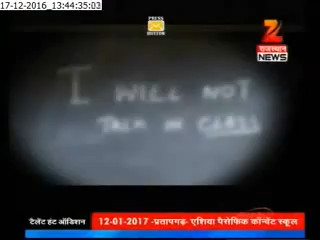 17-12-2016_13:44:35:03
PRESS
BUTTON
Z
राजस्थान
NEWS
I WILL NOT
TALK IN CLASS
टैलेंट हंट ऑडिशन
12-01-2017 -प्रतापगढ़- एशिया पैसेफिक कॉन्वेंट स्कूल